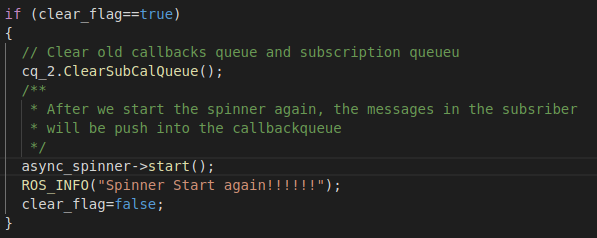 if (clear_flag==true)
{
// Clear old callbacks queue and subscription queueu
cq_2.ClearSubCalQueue();
/**
* After we start the spinner again, the messages in the subsriber
* will be push into the callbackqueue
*/
async_spinner->start();
ROS_INFO("Spinner Start again!!!!!!");
clear_flag=false;
}